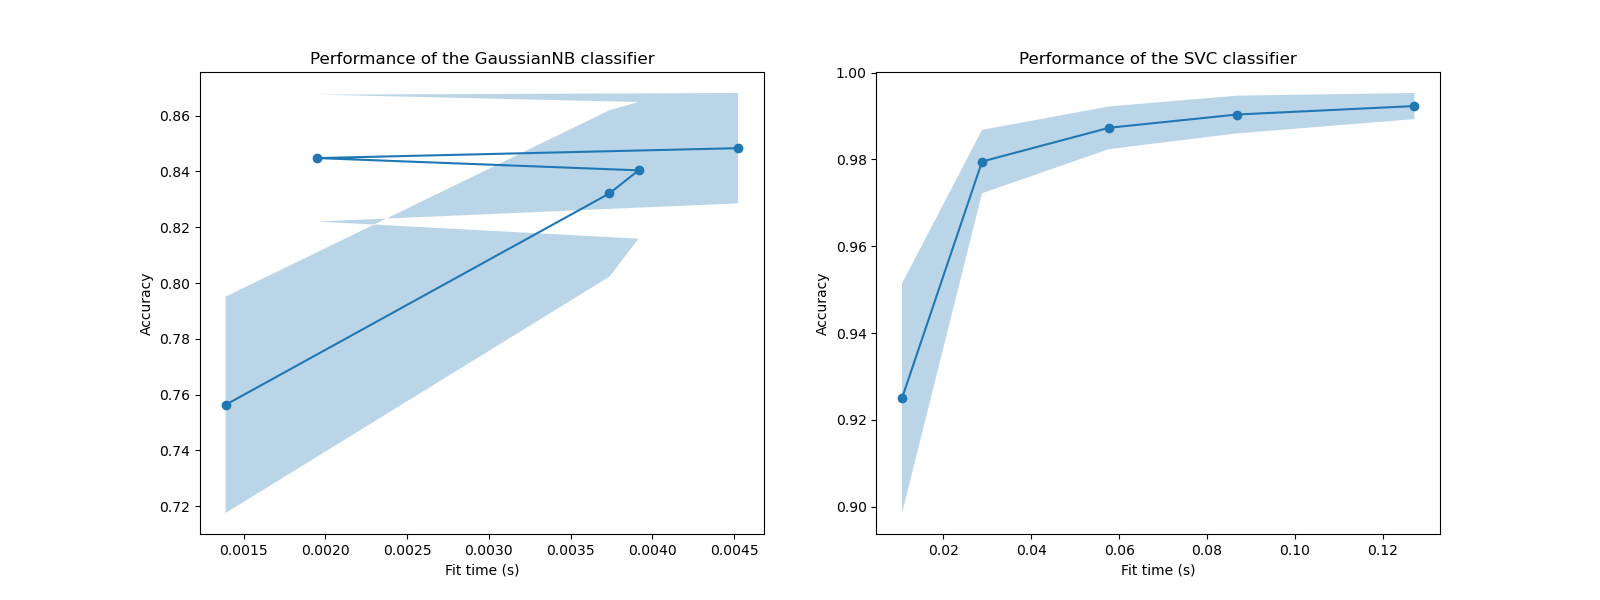 Performance of the GaussianNB classifier
0.86
0.84
0.82
0.80
0.78
0.76
0.74
0.72
Accuracy
0.0015 0.0020 0.0025 0.0030 0.0035 0.0040 0.0045
Fit time (s)
Performance of the SVC classifier
1.00
0.98
0.96
0.94
0.92
0.90
Accuracy
0.02 0.04 0.06 0.08 0.10 0.12
Fit time (s)